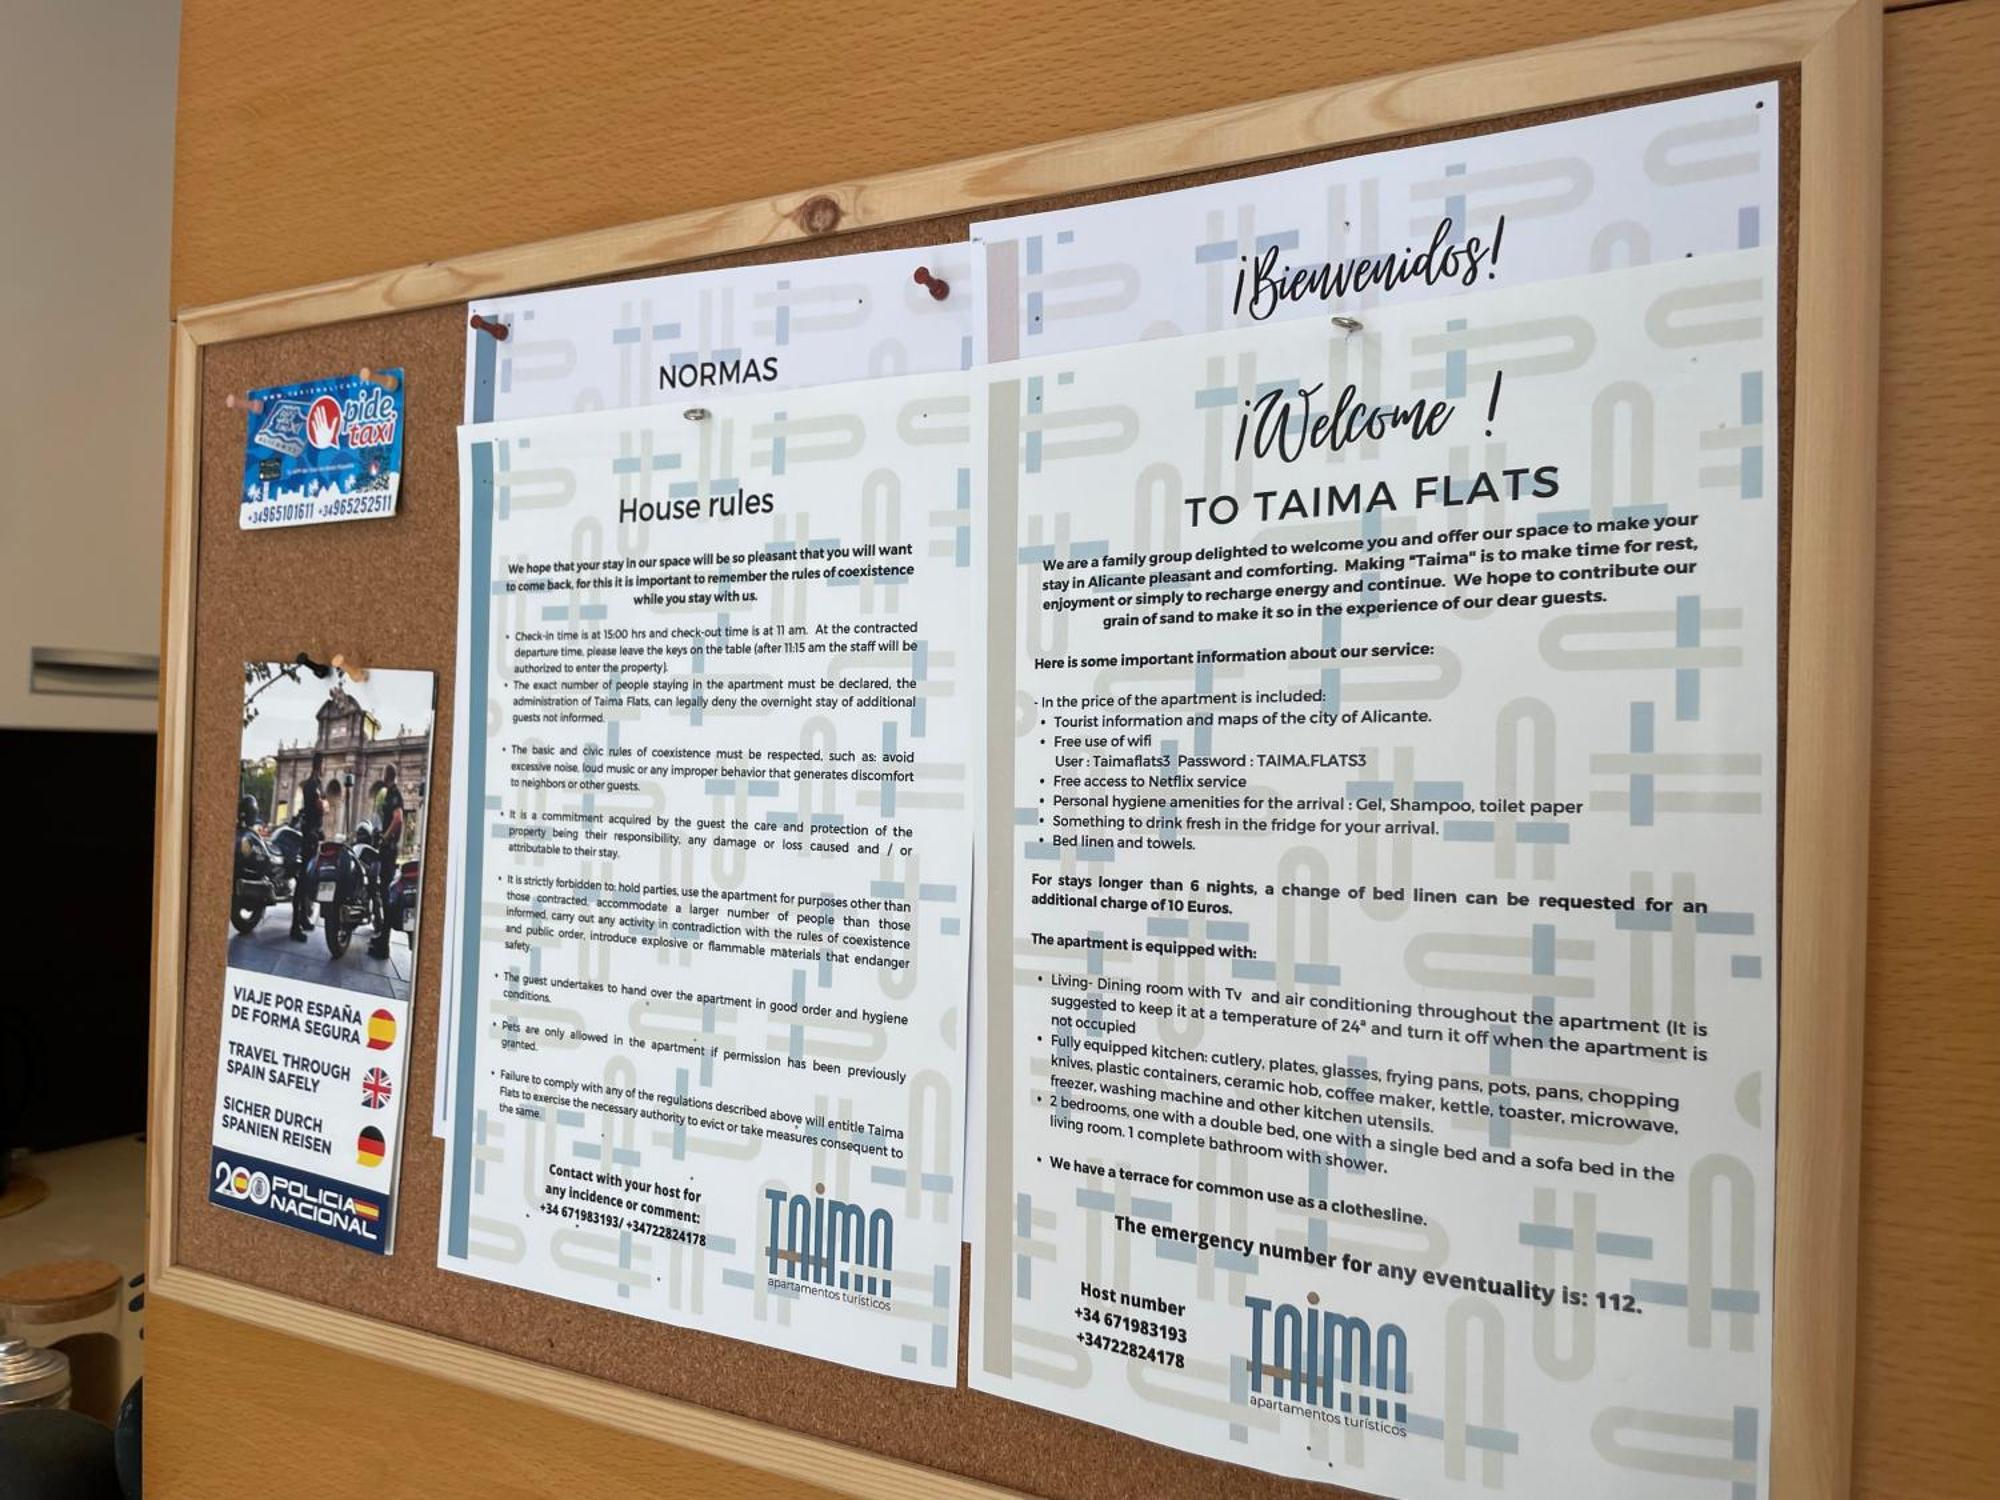 WWW.TAXIENALICANTE
pide
taxi
+34965101611 +34965252511
VIAJE POR ESPAÑA
DE FORMA SEGURA
TRAVEL THROUGH
SPAIN SAFELY
SICHER DURCH
SPANIEN REISEN
200 POLICIA
NACIONAL
NORMAS
House rules
We hope that your stay in our space will be so pleasant that you will want
to come back, for this it is important to remember the rules of coexistence
while you stay with us.
• Check-in time is at 15:00 hrs and check-out time is at 11 am. At the contracted
departure time, please leave the keys on the table (after 11:15 am the staff will be
authorized to enter the property).
• The exact number of people staying in the apartment must be declared, the
administration of Taima Flats, can legally deny the overnight stay of additional
guests not informed.
• The basic and civic rules of coexistence must be respected, such as: avoid
excessive noise, loud music or any improper behavior that generates discomfort
to neighbors or other guests.
• It is a commitment acquired by the guest the care and protection of the
property being their responsibility, any damage or loss caused and / or
attributable to their stay.
• It is strictly forbidden to: hold parties, use the apartment for purposes other than
those contracted, accommodate a larger number of people than those
informed, carry out any activity in contradiction with the rules of coexistence
and public order, introduce explosive or flammable materials that endanger
safety.
• The guest undertakes to hand over the apartment in good order and hygiene
conditions.
• Pets are only allowed in the apartment if permission has been previously
granted.
• Failure to comply with any of the regulations described above will entitle Taima
Flats to exercise the necessary authority to evict or take measures consequent to
the same.
Contact with your host for
any incidence or comment:
+34 671983193/ +34722824178
TAIMA
apartamentos turísticos
¡Bienvenidos!
¡Welcome !
TO TAIMA FLATS
We are a family group delighted to welcome you and offer our space to make your
stay in Alicante pleasant and comforting. Making "Taima" is to make time for rest,
enjoyment or simply to recharge energy and continue. We hope to contribute our
grain of sand to make it so in the experience of our dear guests.
Here is some important information about our service:
- In the price of the apartment is included:
• Tourist information and maps of the city of Alicante.
• Free use of wifi
User : Taimaflats3 Password : TAIMA.FLATS3
• Free access to Netflix service
• Personal hygiene amenities for the arrival : Gel, Shampoo, toilet paper
• Something to drink fresh in the fridge for your arrival.
• Bed linen and towels.
For stays longer than 6 nights, a change of bed linen can be requested for an
additional charge of 10 Euros.
The apartment is equipped with:
• Living- Dining room with Tv and air conditioning throughout the apartment (It is
suggested to keep it at a temperature of 24ª and turn it off when the apartment is
not occupied
• Fully equipped kitchen: cutlery, plates, glasses, frying pans, pots, pans, chopping
knives, plastic containers, ceramic hob, coffee maker, kettle, toaster, microwave,
freezer, washing machine and other kitchen utensils.
• 2 bedrooms, one with a double bed, one with a single bed and a sofa bed in the
living room. 1 complete bathroom with shower.
• We have a terrace for common use as a clothesline.
The emergency number for any eventuality is: 112.
Host number
+34 671983193
+34722824178
TAIMA
apartamentos turísticos